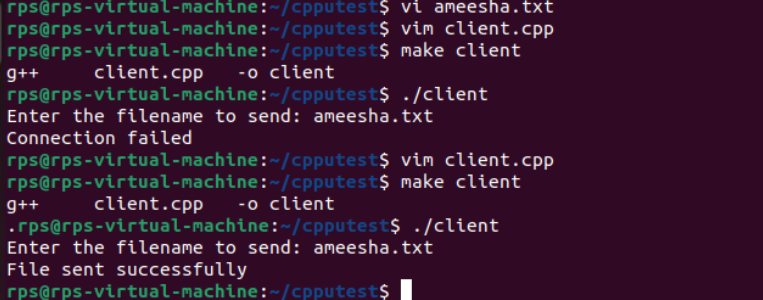 rps@rps-virtual-machine:~/cpputest$ vi ameesha.txt
rps@rps-virtual-machine:~/cpputest$ vim client.cpp
rps@rps-virtual-machine:~/cpputest$ make client
g++     client.cpp   -o client
rps@rps-virtual-machine:~/cpputest$ ./client
Enter the filename to send: ameesha.txt
Connection failed
rps@rps-virtual-machine:~/cpputest$ vim client.cpp
rps@rps-virtual-machine:~/cpputest$ make client
g++     client.cpp   -o client
.rps@rps-virtual-machine:~/cpputest$ ./client
Enter the filename to send: ameesha.txt
File sent successfully
rps@rps-virtual-machine:~/cpputest$